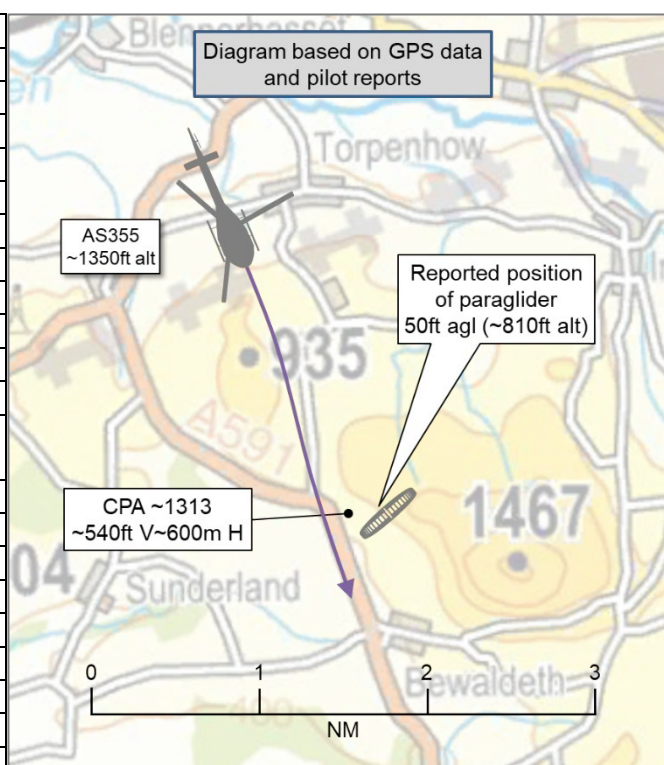 Blennerhasset
Diagram based on GPS data
and pilot reports
Torpenhow
AS355
~1350ft alt
Reported position
of paraglider
50ft agl (~810ft alt)
935
A591
CPA ~1313
~540ft V~600m H
1467
04
Sunderland
Bewaldeth
0 1 2 3
NM